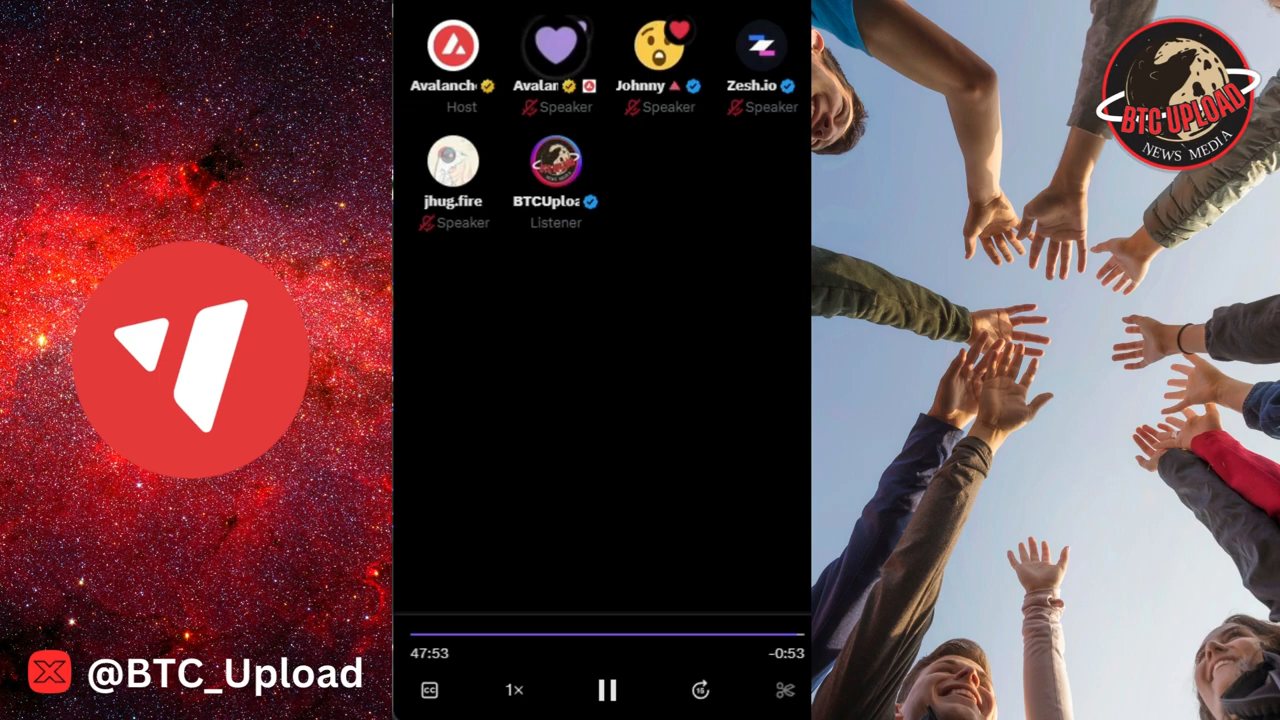 Avalanch
Host
Avalan
Speaker
Johnny
Speaker
Zesh.io
Speaker
jhug.fire
Speaker
BTCUploa
Listener
47:53
-0:53
CC
1×
15
@BTC_Upload
BTC UPLOAD
NEWS MEDIA